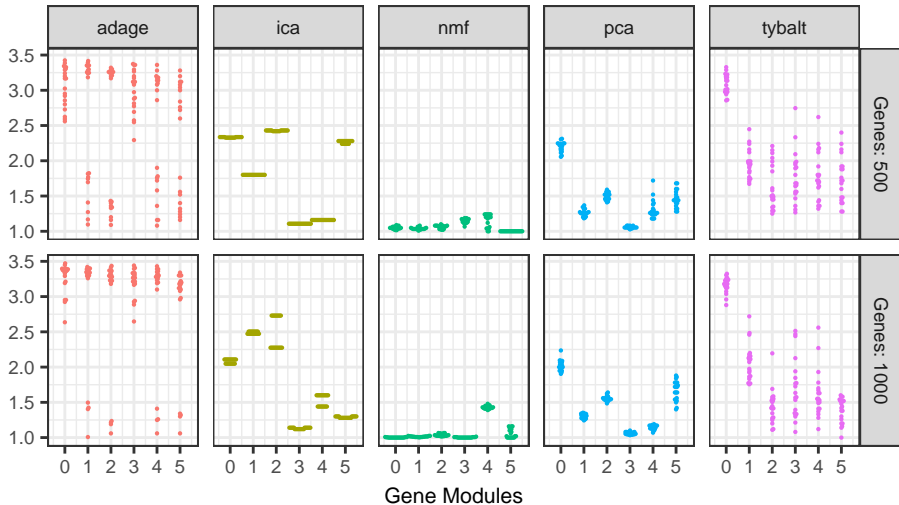 adage ica nmf pca tybalt
3.5
3.0
2.5
2.0
1.5
1.0
Genes: 500
3.5
3.0
2.5
2.0
1.5
1.0
Genes: 1000
0 1 2 3 4 5 0 1 2 3 4 5 0 1 2 3 4 5 0 1 2 3 4 5 0 1 2 3 4 5
Gene Modules